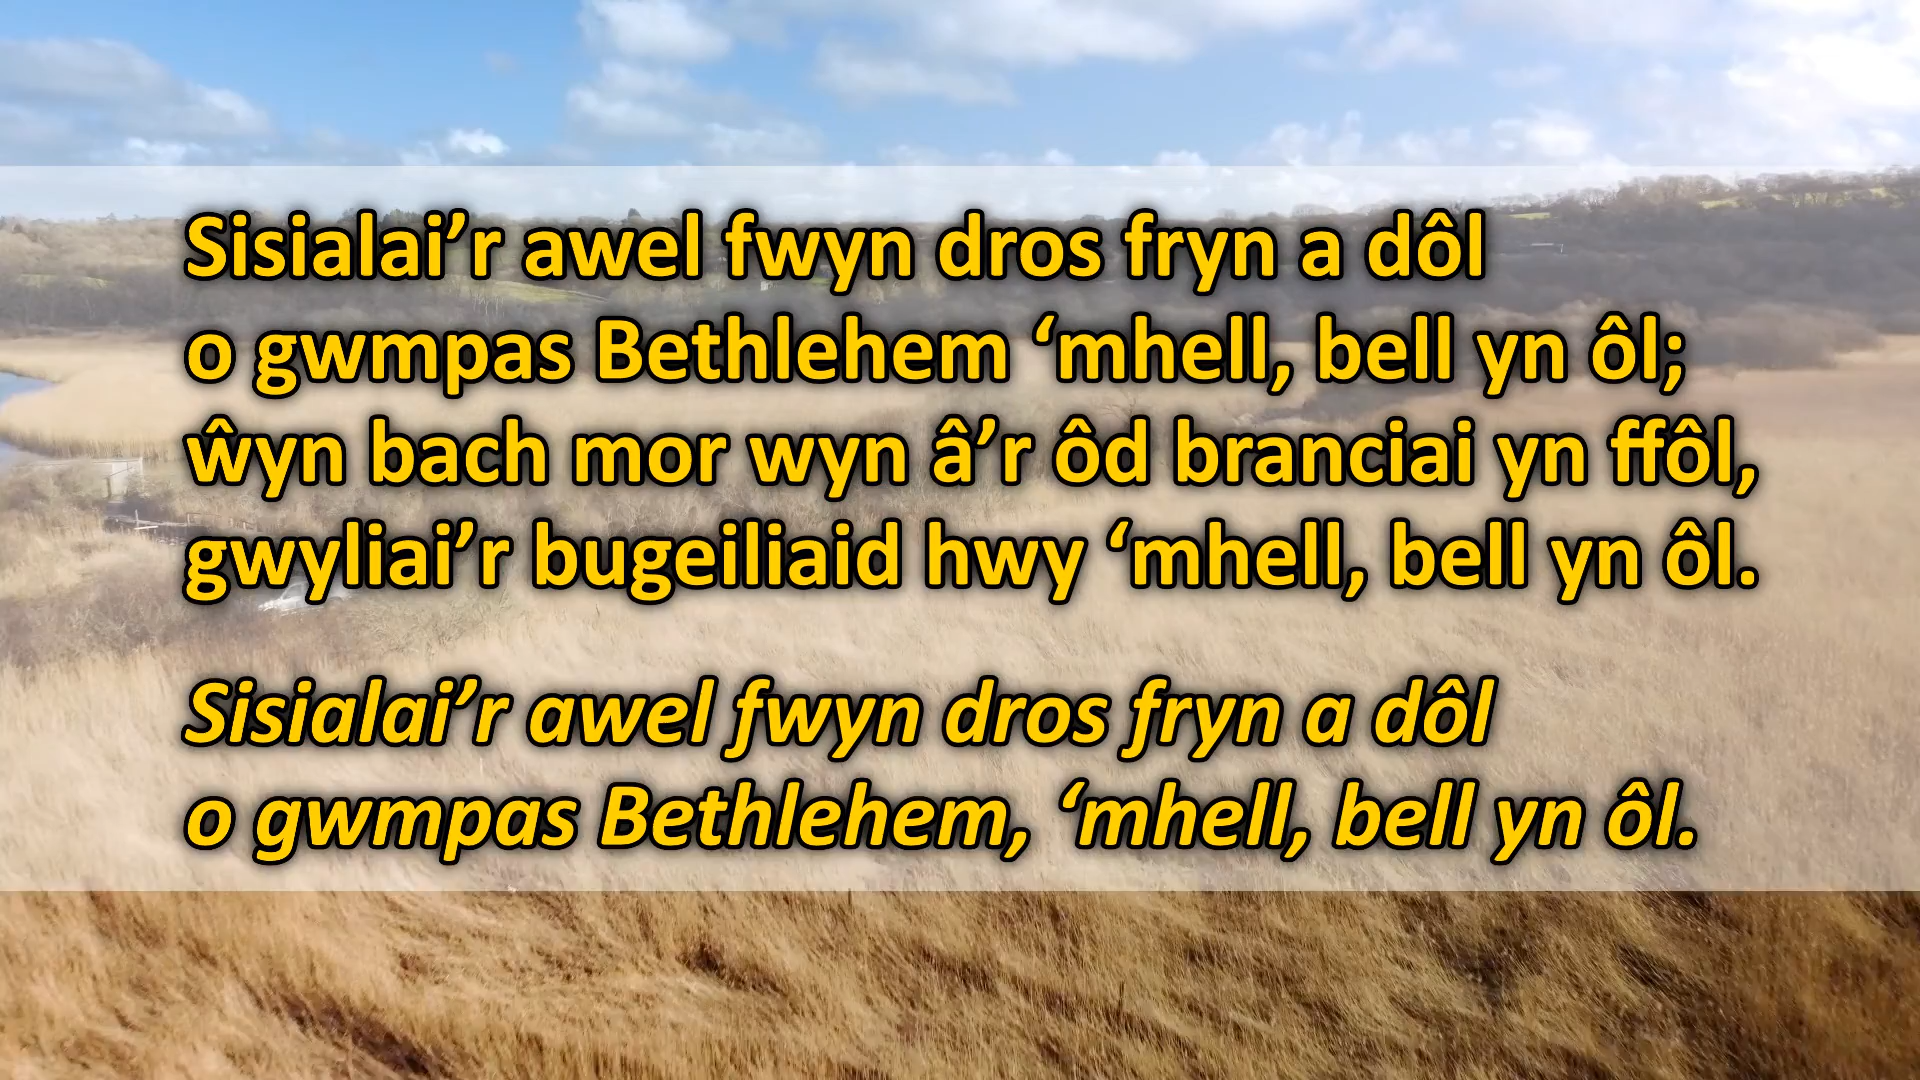 Sisialai’r awel fwyn dros fryn a dôl
o gwmpas Bethlehem ‘mhell, bell yn ôl;
ŵyn bach mor wyn â’r ôd branciai yn ffôl,
gwyliai’r bugeiliaid hwy ‘mhell, bell yn ôl.
Sisialai’r awel fwyn dros fryn a dôl
o gwmpas Bethlehem, ‘mhell, bell yn ôl.